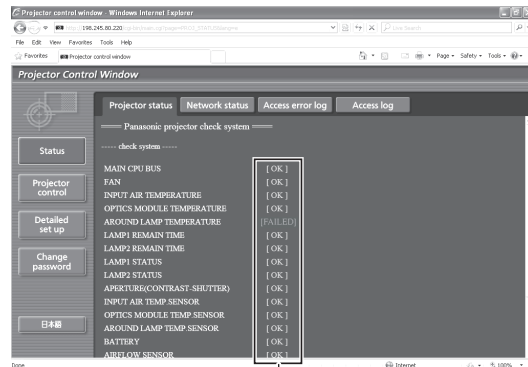 Projector control window - Windows Internet Explorer
Live Search
File Edit View Favorites Tools Help
Favorites Projector control window
Page Safety Tools
Projector Control Window
Projector status Network status Access error log Access log
═══ Panasonic projector check system ═══
----- check system -----
Status
Projector control
Detailed set up
Change password
日本語
MAIN CPU BUS [ OK ]
FAN [ OK ]
INPUT AIR TEMPERATURE [ OK ]
OPTICS MODULE TEMPERATURE [ OK ]
AROUND LAMP TEMPERATURE [FAILED]
LAMP1 REMAIN TIME [ OK ]
LAMP2 REMAIN TIME [ OK ]
LAMP1 STATUS [ OK ]
LAMP2 STATUS [ OK ]
APERTURE(CONTRAST-SHUTTER) [ OK ]
INPUT AIR TEMP.SENSOR [ OK ]
OPTICS MODULE TEMP.SENSOR [ OK ]
AROUND LAMP TEMP.SENSOR [ OK ]
BATTERY [ OK ]
AIRFLOW SENSOR [ OK ]
Done Internet 100%